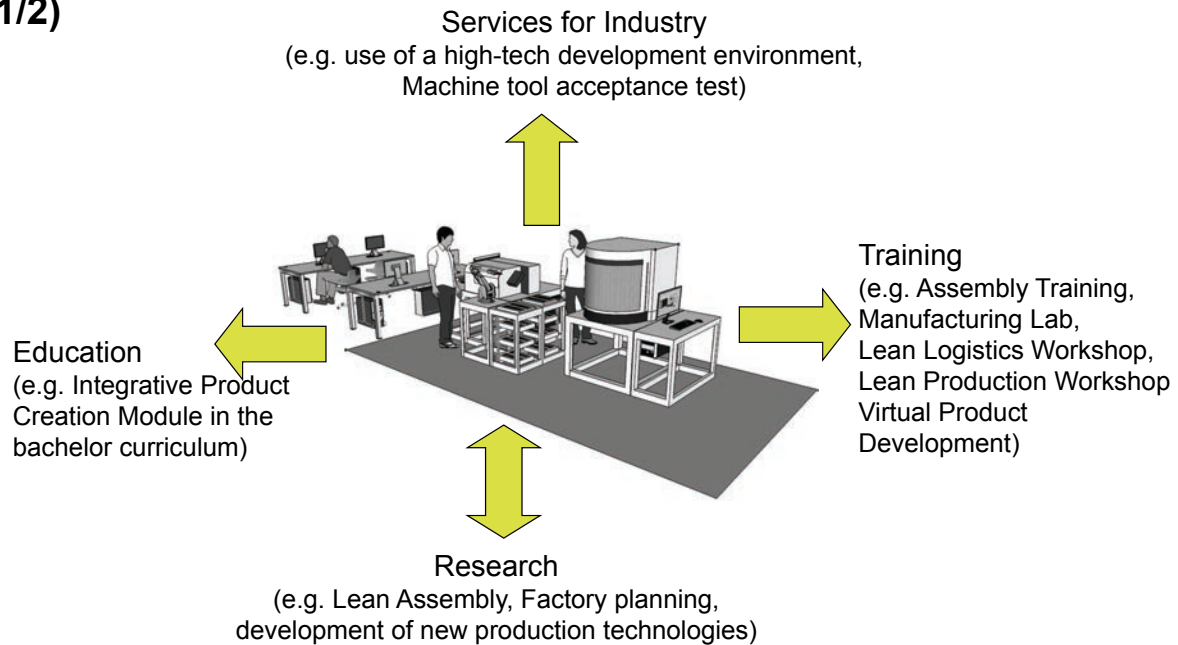 1/2)
Services for Industry
(e.g. use of a high-tech development environment,
Machine tool acceptance test)
Training
(e.g. Assembly Training,
Manufacturing Lab,
Lean Logistics Workshop,
Lean Production Workshop
Virtual Product
Development)
Education
(e.g. Integrative Product
Creation Module in the
bachelor curriculum)
Research
(e.g. Lean Assembly, Factory planning,
development of new production technologies)